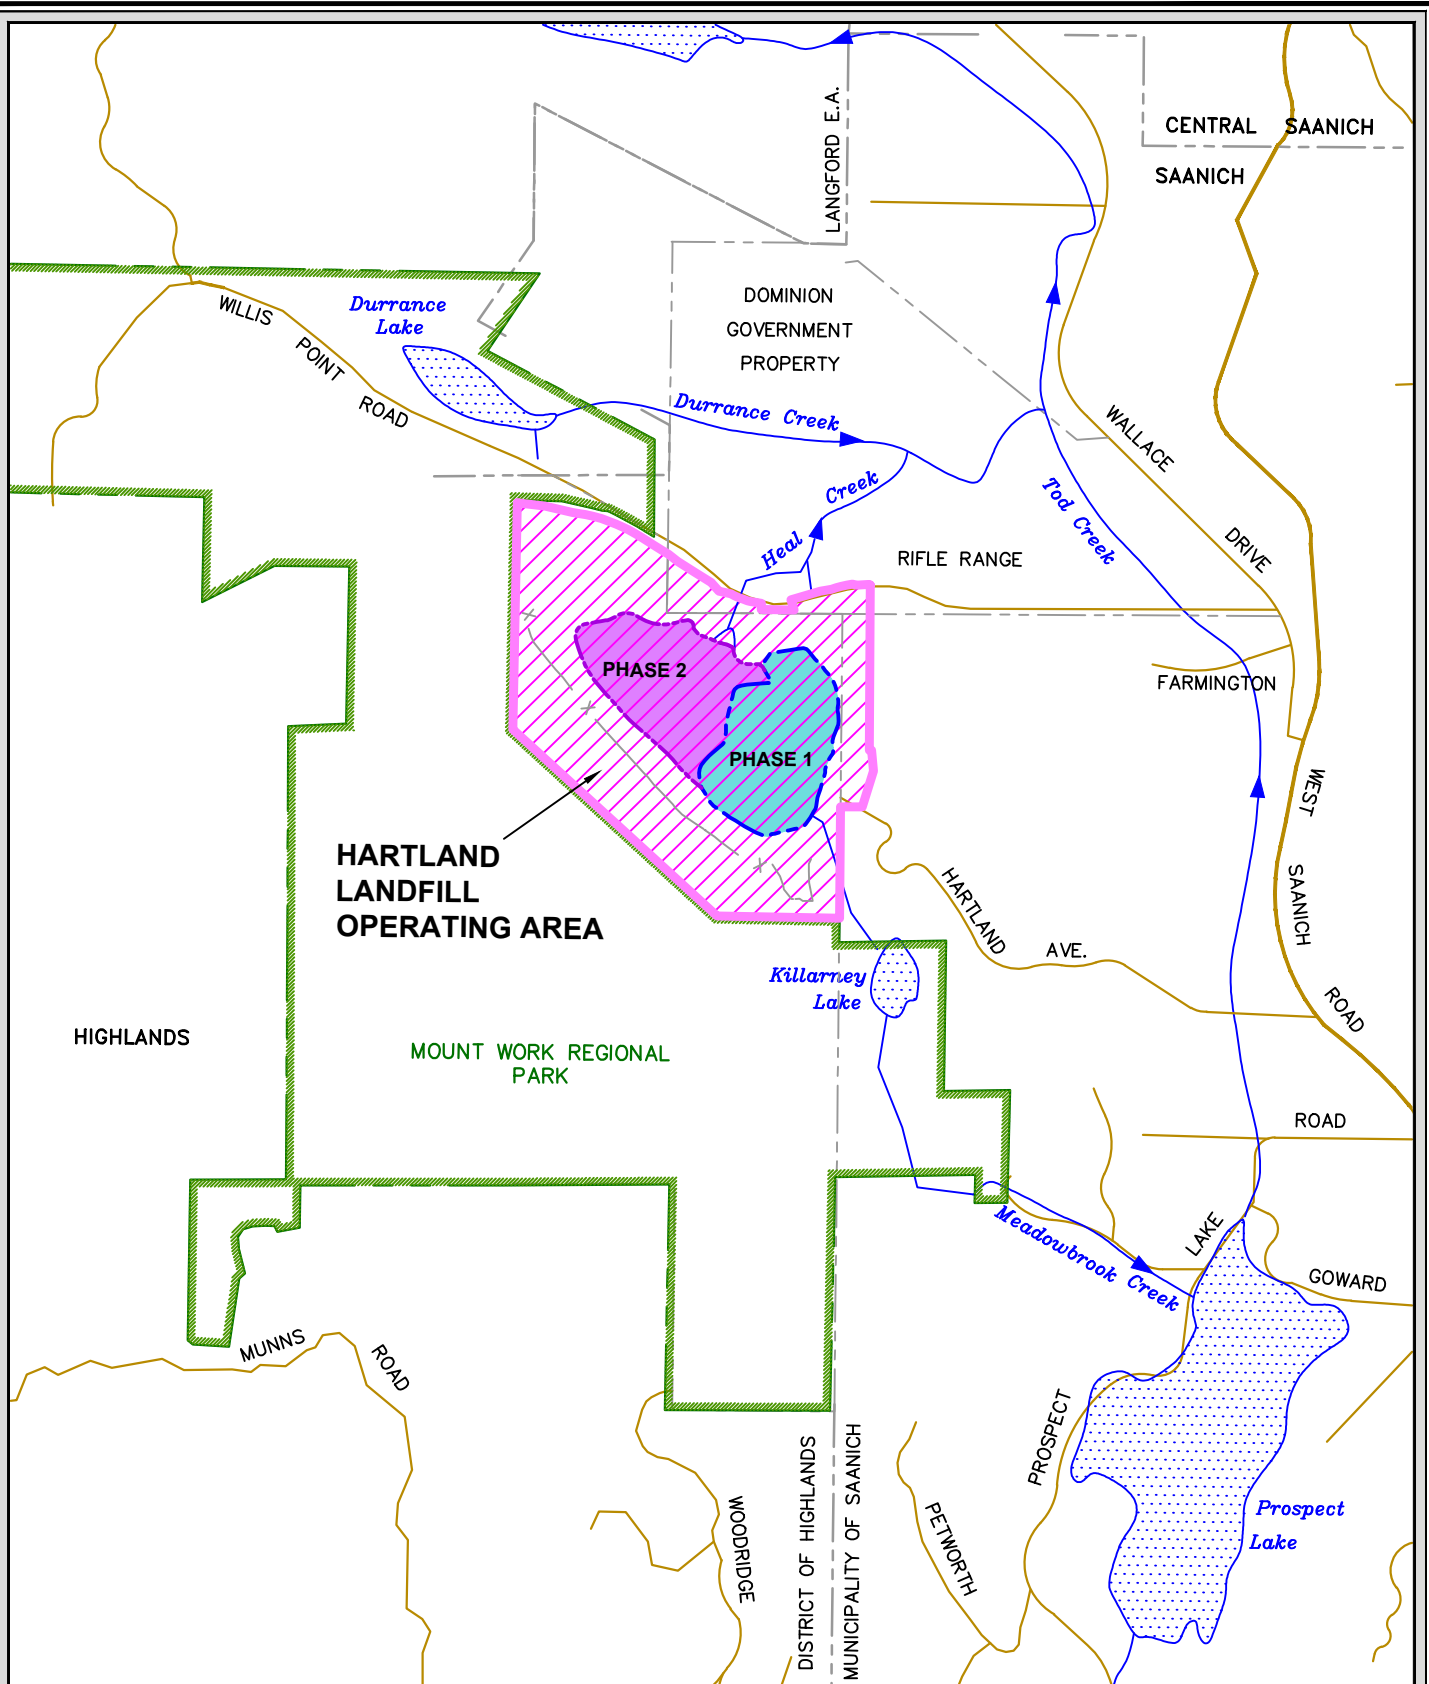 LANGFORD E.A.
CENTRAL SAANICH
SAANICH
Durrance
Lake
WILLIS
POINT
ROAD
DOMINION
GOVERNMENT
PROPERTY
Durrance Creek
WALLACE
DRIVE
Creek
Heal
Tod Creek
RIFLE RANGE
FARMINGTON
PHASE 2
PHASE 1
WEST
SAANICH
ROAD
HARTLAND
LANDFILL
OPERATING AREA
HARTLAND
AVE.
Killarney
Lake
HIGHLANDS
MOUNT WORK REGIONAL
PARK
ROAD
Meadowbrook Creek
LAKE
GOWARD
MUNNS
ROAD
PROSPECT
WOODRIDGE
DISTRICT OF HIGHLANDS
MUNICIPALITY OF SAANICH
PETWORTH
Prospect
Lake